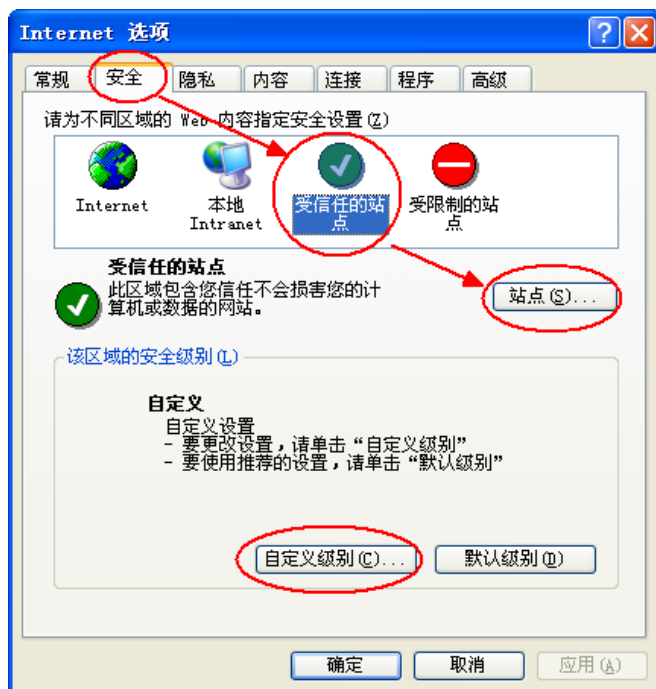 Internet 选项
常规 安全 隐私 内容 连接 程序 高级
请为不同区域的 Web 内容指定安全设置(Z)
Internet
本地
Intranet
受信任的站
点
受限制的站
点
受信任的站点
此区域包含您信任不会损害您的计
算机或数据的网站。
站点(S)...
该区域的安全级别(L)
自定义
自定义设置
- 要更改设置，请单击“自定义级别”
- 要使用推荐的设置，请单击“默认级别”
自定义级别(C)... 默认级别(D)
确定 取消 应用(A)